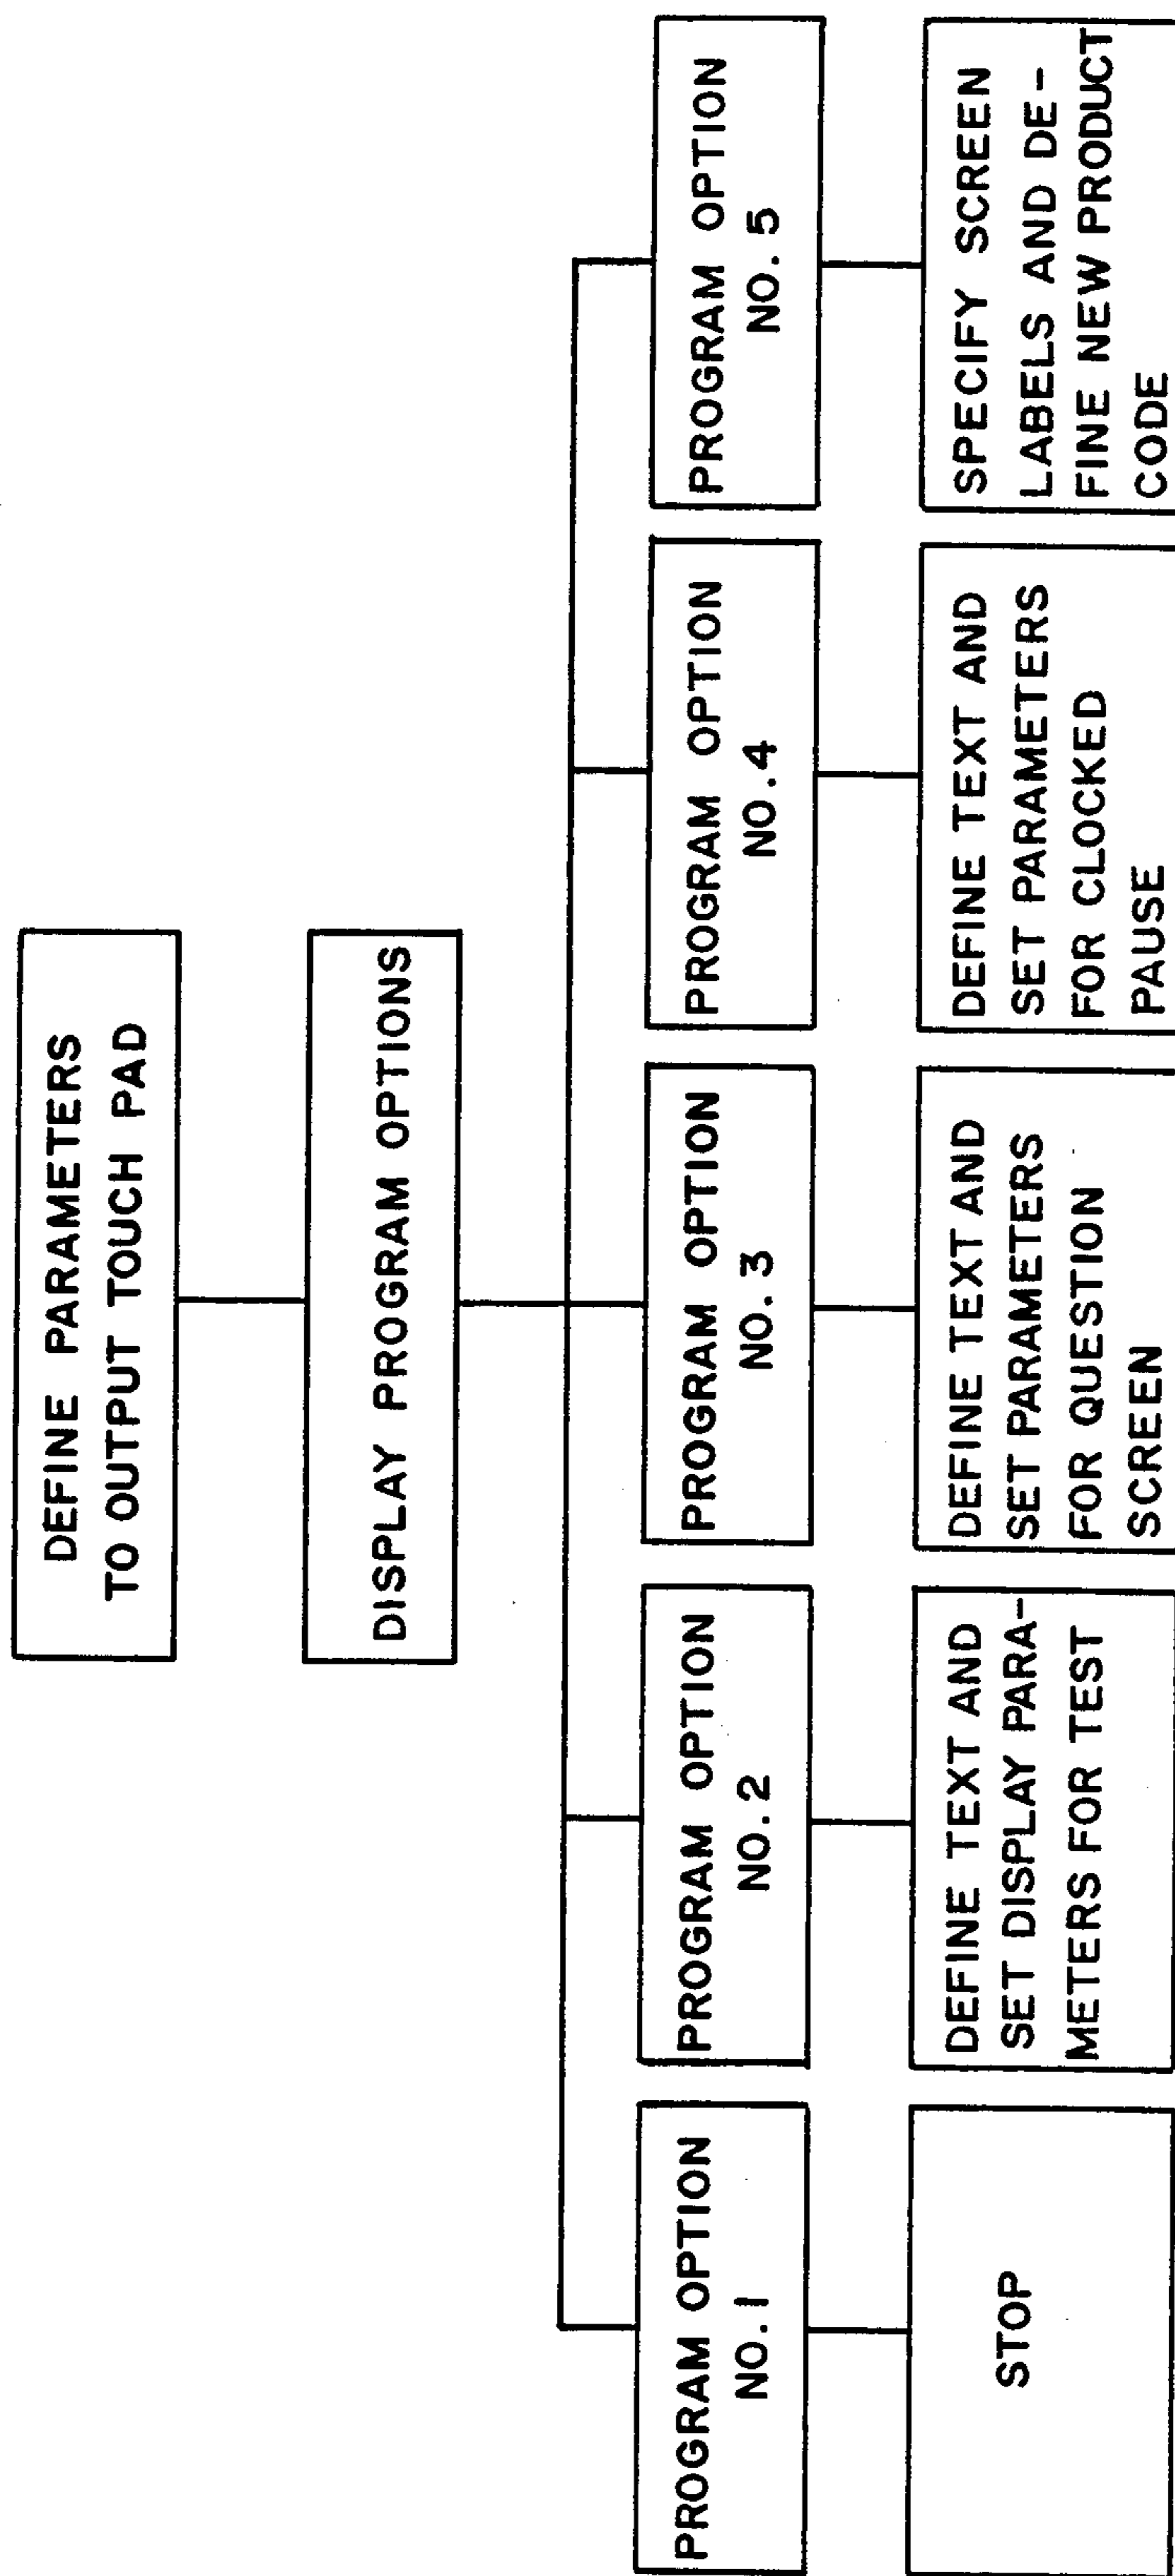 DEFINE PARAMETERS
TO OUTPUT TOUCH PAD
DISPLAY PROGRAM OPTIONS
PROGRAM OPTION
NO. 1
PROGRAM OPTION
NO. 2
PROGRAM OPTION
NO. 3
PROGRAM OPTION
NO. 4
PROGRAM OPTION
NO. 5
STOP
DEFINE TEXT AND
SET DISPLAY PARA-
METERS FOR TEST
DEFINE TEXT AND
SET PARAMETERS
FOR QUESTION
SCREEN
DEFINE TEXT AND
SET PARAMETERS
FOR CLOCKED
PAUSE
SPECIFY SCREEN
LABELS AND DE-
FINE NEW PRODUCT
CODE